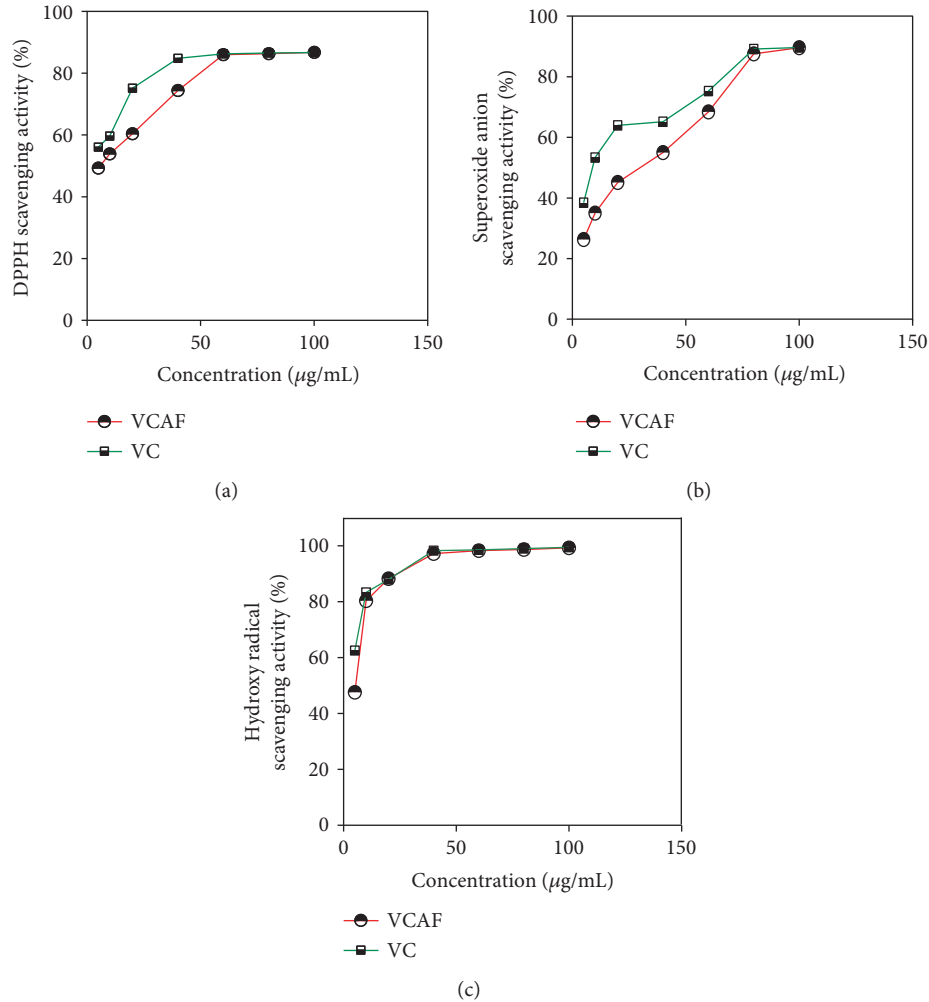 100
80
60
40
20
0
DPPH scavenging activity (%)
0
50
100
150
Concentration (μg/mL)
VCAF
VC
(a)
100
80
60
40
20
0
Superoxide anion
scavenging activity (%)
0
50
100
150
Concentration (μg/mL)
VCAF
VC
(b)
100
80
60
40
20
0
Hydroxy radical
scavenging activity (%)
0
50
100
150
Concentration (μg/mL)
VCAF
VC
(c)